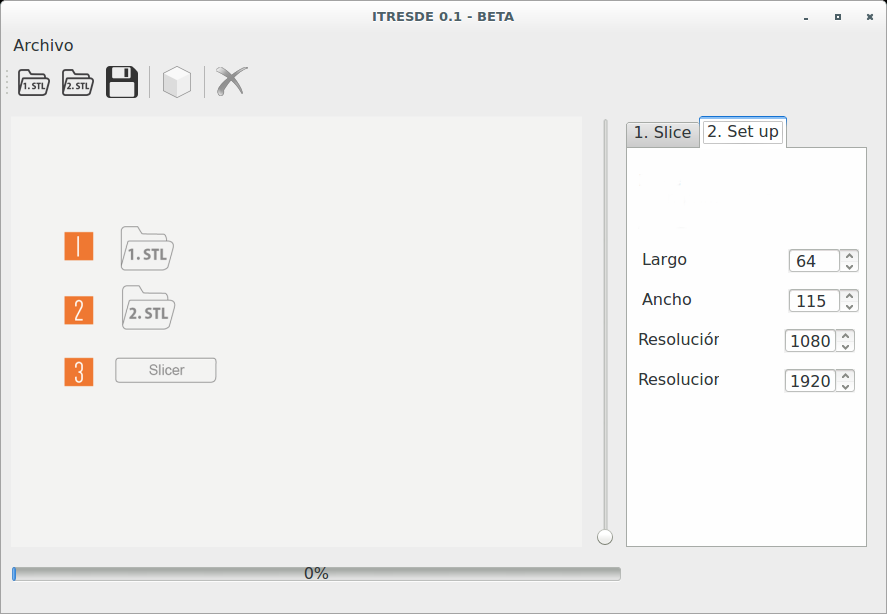 ITRESDE 0.1 - BETA
Archivo
1. STL
2. STL
1. Slice
2. Set up
1
1. STL
2
2. STL
3
Slicer
Largo
64
Ancho
115
Resolución
1080
Resolucior
1920
0%